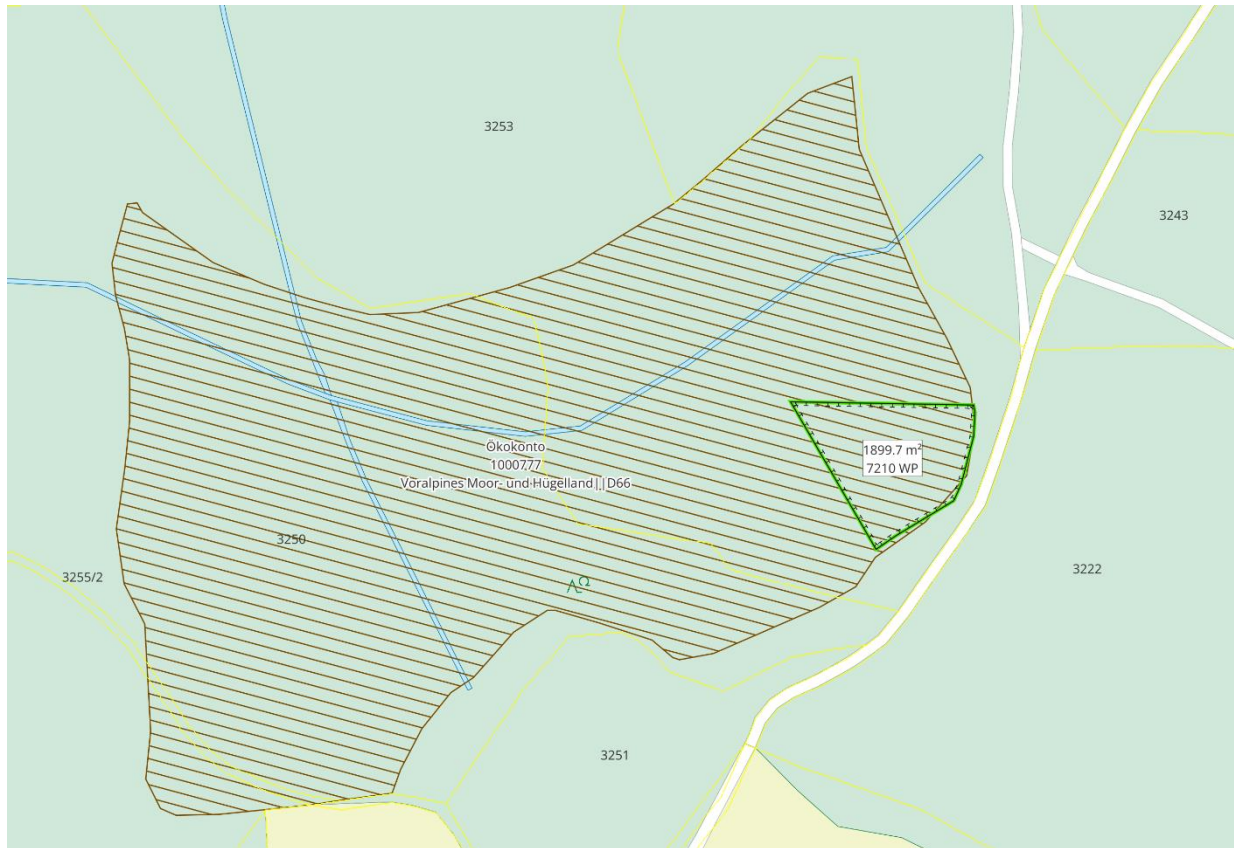 3253
3243
1899.7 m²
7210 WP
Ökokonto
1000777
Voralpines Moor- und Hügelland | | D66
3250
3255/2
3222
3251